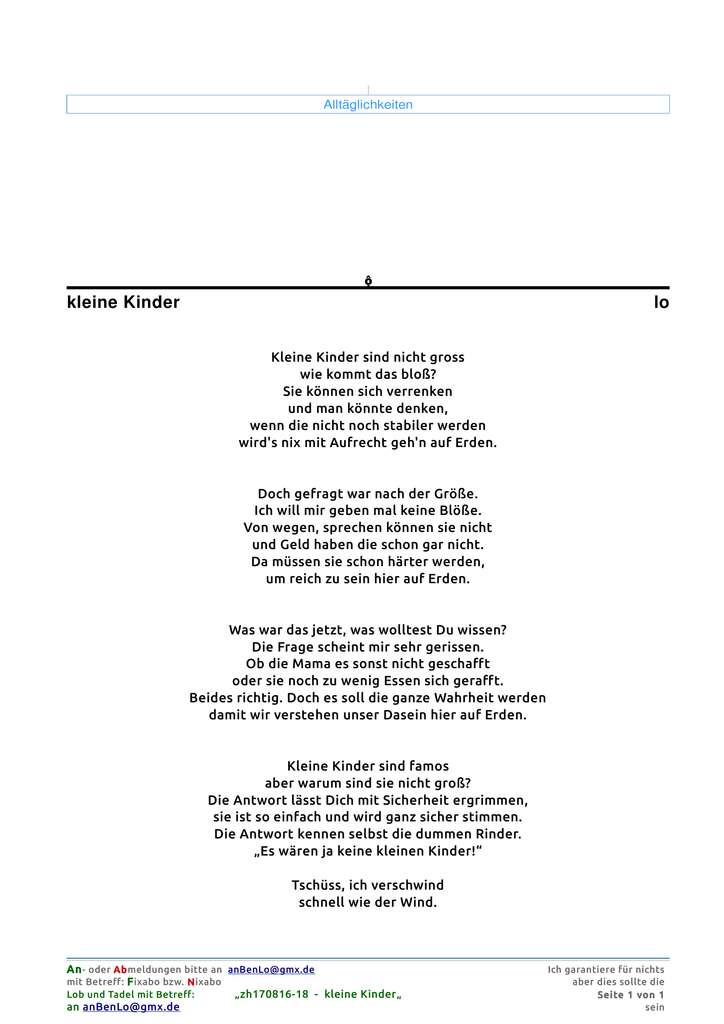 Alltäglichkeiten
ộ
kleine Kinder lo
Kleine Kinder sind nicht gross
wie kommt das bloß?
Sie können sich verrenken
und man könnte denken,
wenn die nicht noch stabiler werden
wird's nix mit Aufrecht geh'n auf Erden.
Doch gefragt war nach der Größe.
Ich will mir geben mal keine Blöße.
Von wegen, sprechen können sie nicht
und Geld haben die schon gar nicht.
Da müssen sie schon härter werden,
um reich zu sein hier auf Erden.
Was war das jetzt, was wolltest Du wissen?
Die Frage scheint mir sehr gerissen.
Ob die Mama es sonst nicht geschafft
oder sie noch zu wenig Essen sich gerafft.
Beides richtig. Doch es soll die ganze Wahrheit werden
damit wir verstehen unser Dasein hier auf Erden.
Kleine Kinder sind famos
aber warum sind sie nicht groß?
Die Antwort lässt Dich mit Sicherheit ergrimmen,
sie ist so einfach und wird ganz sicher stimmen.
Die Antwort kennen selbst die dummen Rinder.
„Es wären ja keine kleinen Kinder!“
Tschüss, ich verschwind
schnell wie der Wind.
An- oder Abmeldungen bitte an anBenLo@gmx.de Ich garantiere für nichts
mit Betreff: Fixabo bzw. Nixabo aber dies sollte die
Lob und Tadel mit Betreff: „zh170816-18 - kleine Kinder„ Seite 1 von 1
an anBenLo@gmx.de sein